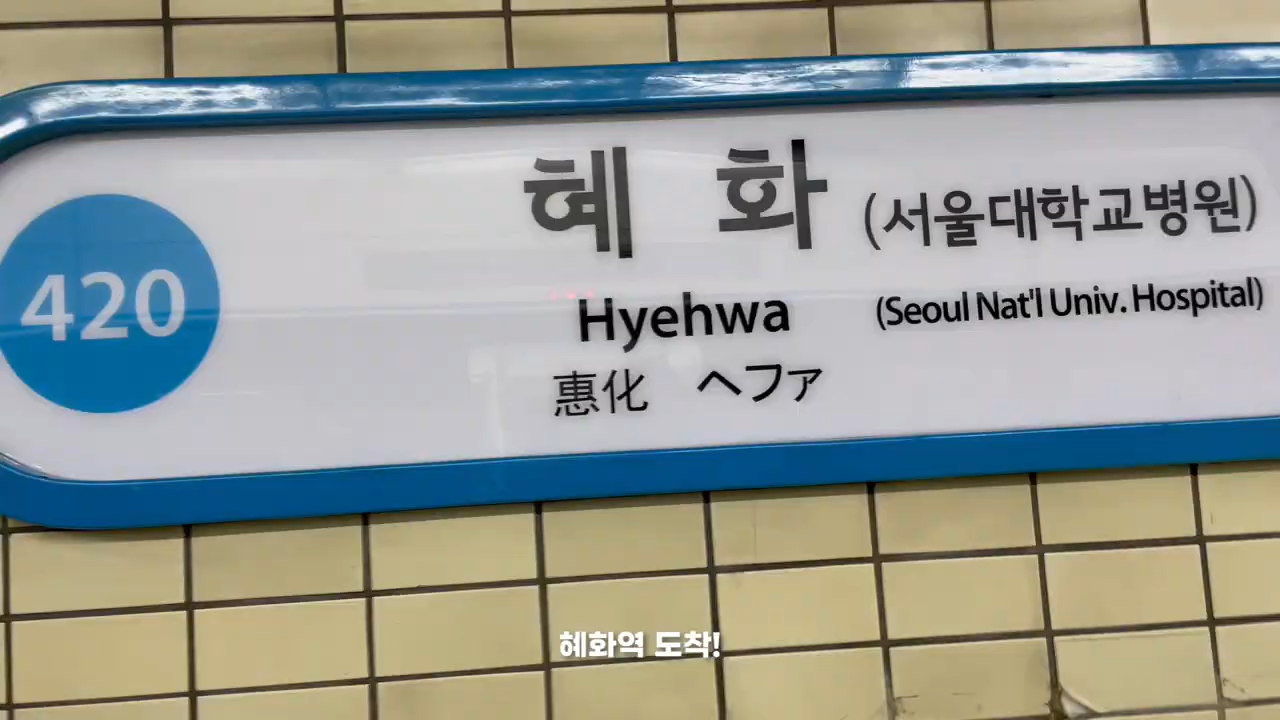 420
혜화 (서울대학교병원)
Hyehwa (Seoul Nat'l Univ. Hospital)
惠化 ヘファ
혜화역 도착!